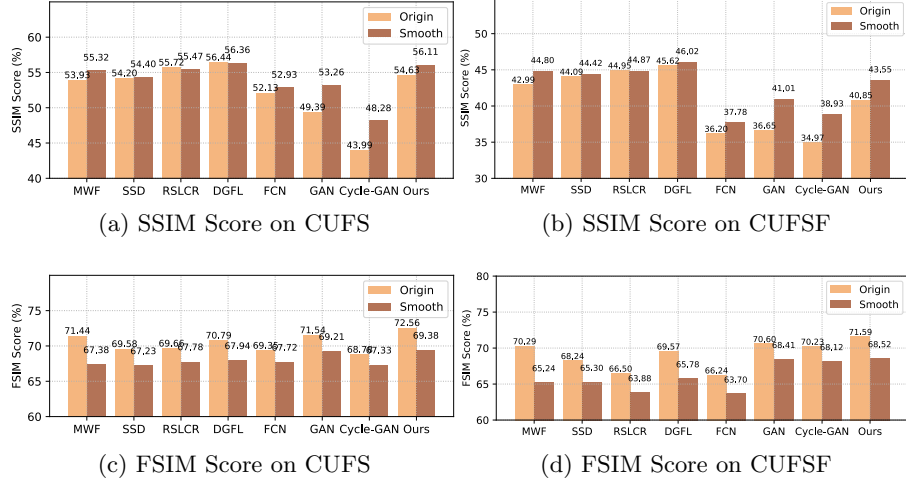 (a) SSIM Score on CUFS
SSIM Score (%)
60
55
50
45
40
Origin
Smooth
53.93 55.32
54.20 54.40
55.72 55.47
56.44 56.36
52.13 52.93
49.39 53.26
43.99 48.28
54.63 56.11
MWF SSD RSLCR DGFL FCN GAN Cycle-GAN Ours
(b) SSIM Score on CUFSF
SSIM Score (%)
50
45
40
35
30
Origin
Smooth
42.99 44.80
44.09 44.42
44.95 44.87
45.62 46.02
36.20 37.78
36.65 41.01
34.97 38.93
40.85 43.55
MWF SSD RSLCR DGFL FCN GAN Cycle-GAN Ours
(c) FSIM Score on CUFS
FSIM Score (%)
75
70
65
60
Origin
Smooth
71.44 67.38
69.58 67.23
69.66 67.78
70.79 67.94
69.35 67.72
71.54 69.21
67.33
72.56 69.38
MWF SSD RSLCR DGFL FCN GAN Cycle-GAN Ours
(d) FSIM Score on CUFSF
FSIM Score (%)
80
75
70
65
60
Origin
Smooth
70.29 65.24
68.24 65.30
66.50 63.88
69.57 65.78
66.24 63.70
70.60 68.41
70.23 68.12
71.59 68.52
MWF SSD RSLCR DGFL FCN GAN Cycle-GAN Ours